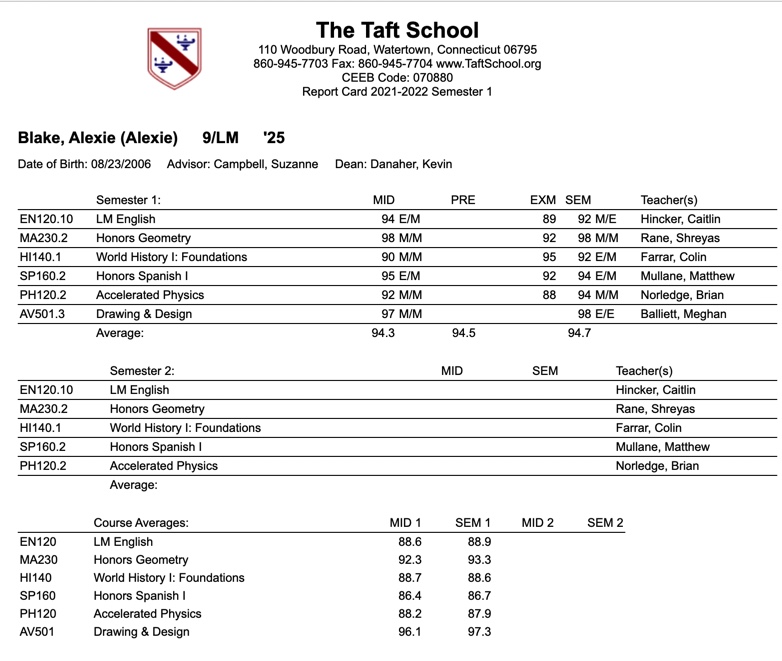 The Taft School
110 Woodbury Road, Watertown, Connecticut 06795
860-945-7703 Fax: 860-945-7704 www.TaftSchool.org
CEEB Code: 070880
Report Card 2021-2022 Semester 1
Blake, Alexie (Alexie) 9/LM '25
Date of Birth: 08/23/2006 Advisor: Campbell, Suzanne Dean: Danaher, Kevin
Semester 1: MID PRE EXM SEM Teacher(s)
EN120.10 LM English 94 E/M 89 92 M/E Hincker, Caitlin
MA230.2 Honors Geometry 98 M/M 92 98 M/M Rane, Shreyas
HI140.1 World History I: Foundations 90 M/M 95 92 E/M Farrar, Colin
SP160.2 Honors Spanish I 95 E/M 92 94 E/M Mullane, Matthew
PH120.2 Accelerated Physics 92 M/M 88 94 M/M Norledge, Brian
AV501.3 Drawing & Design 97 M/M 98 E/E Balliett, Meghan
Average: 94.3 94.5 94.7
Semester 2: MID SEM Teacher(s)
EN120.10 LM English Hincker, Caitlin
MA230.2 Honors Geometry Rane, Shreyas
HI140.1 World History I: Foundations Farrar, Colin
SP160.2 Honors Spanish I Mullane, Matthew
PH120.2 Accelerated Physics Norledge, Brian
Average:
Course Averages: MID 1 SEM 1 MID 2 SEM 2
EN120 LM English 88.6 88.9
MA230 Honors Geometry 92.3 93.3
HI140 World History I: Foundations 88.7 88.6
SP160 Honors Spanish I 86.4 86.7
PH120 Accelerated Physics 88.2 87.9
AV501 Drawing & Design 96.1 97.3